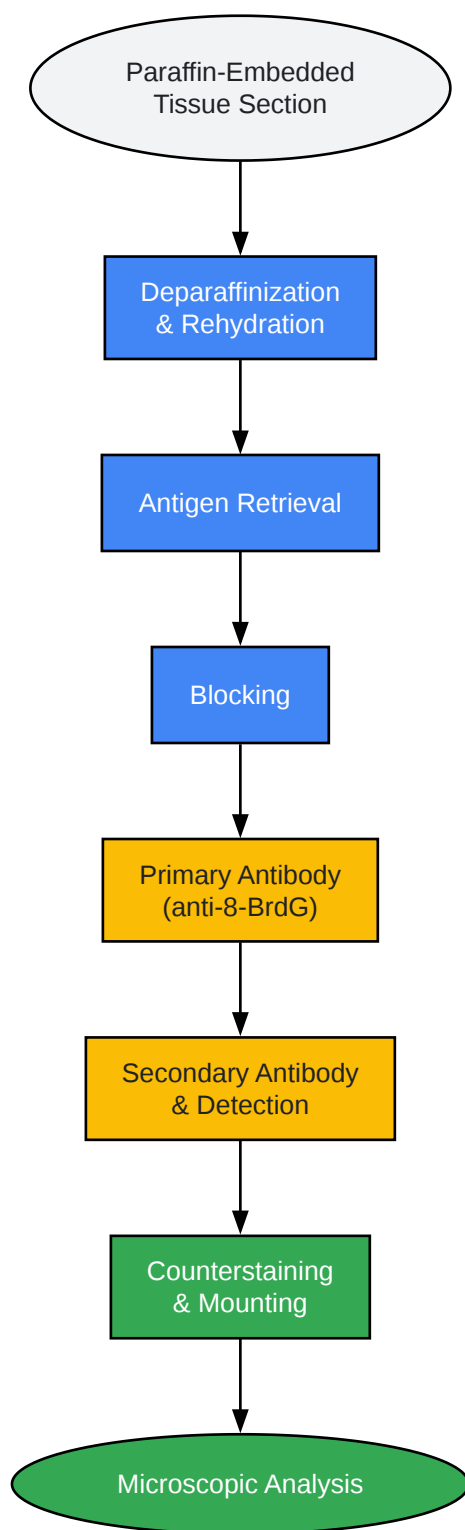 Paraffin-Embedded
Tissue Section
Deparaffinization
& Rehydration
Antigen Retrieval
Blocking
Primary Antibody
(anti-8-BrdG)
Secondary Antibody
& Detection
Counterstaining
& Mounting
Microscopic Analysis